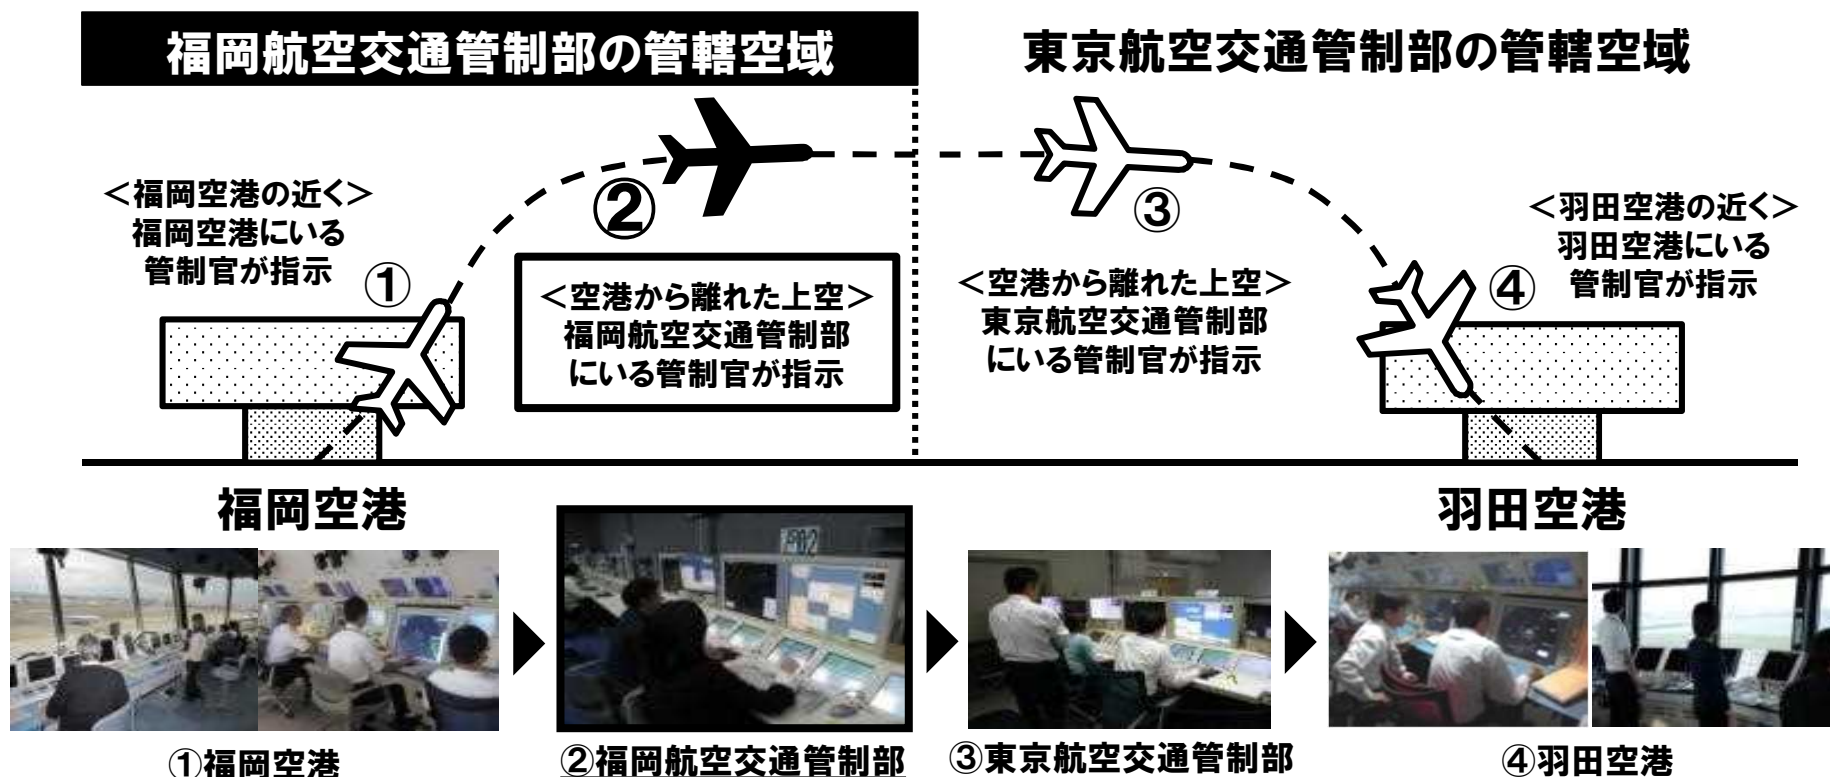 福岡航空交通管制部の管轄空域
東京航空交通管制部の管轄空域
＜福岡空港の近く＞
福岡空港にいる
管制官が指示
①
②
＜空港から離れた上空＞
福岡航空交通管制部
にいる管制官が指示
③
＜空港から離れた上空＞
東京航空交通管制部
にいる管制官が指示
＜羽田空港の近く＞
羽田空港にいる
管制官が指示
④
福岡空港
羽田空港
①福岡空港
②福岡航空交通管制部
③東京航空交通管制部
④羽田空港